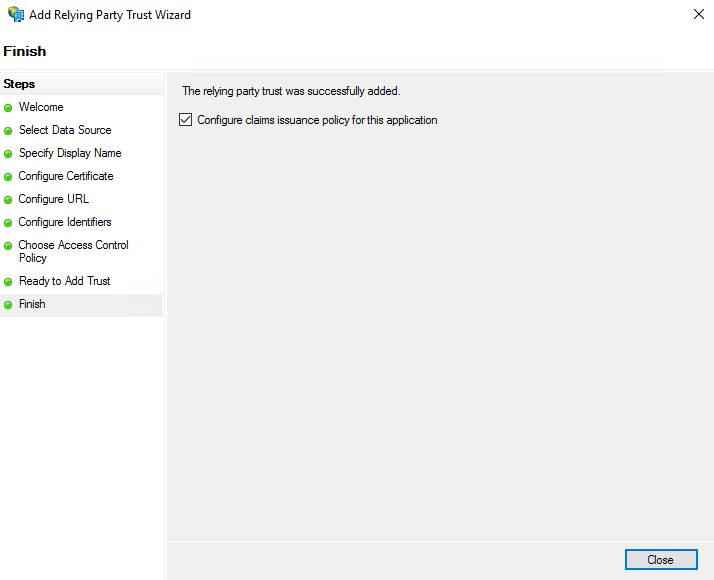 Add Relying Party Trust Wizard
Finish
Steps
Welcome
Select Data Source
Specify Display Name
Configure Certificate
Configure URL
Configure Identifiers
Choose Access Control
Policy
Ready to Add Trust
Finish
The relying party trust was successfully added.
Configure claims issuance policy for this application
Close